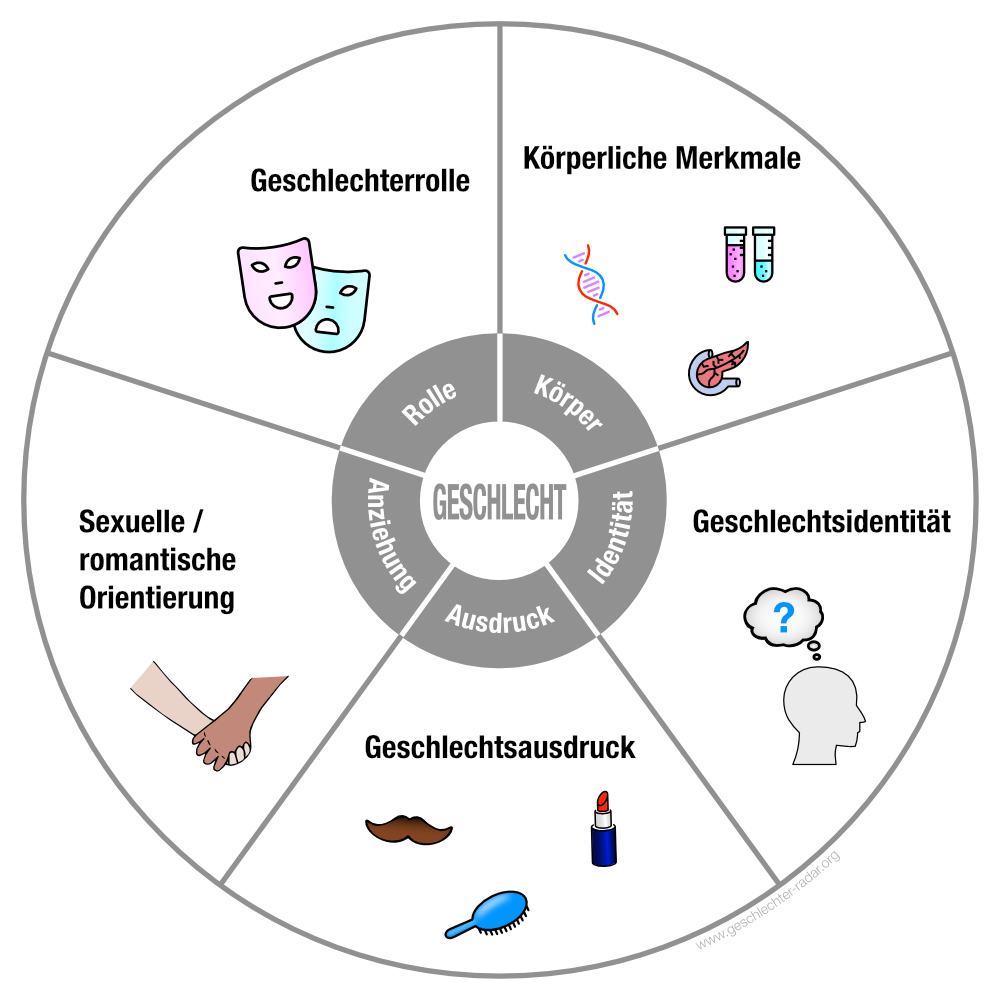 Geschlechterrolle
Körperliche Merkmale
Rolle
Körper
Anziehung
GESCHLECHT
Identität
Ausdruck
Sexuelle /
romantische
Orientierung
Geschlechtsidentität
?
Geschlechtsausdruck
www.geschlechter-radar.org